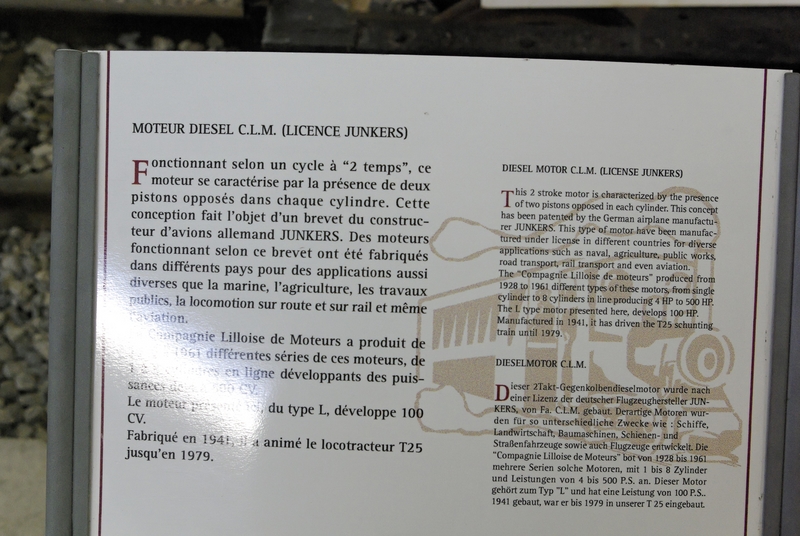 MOTEUR DIESEL C.L.M. (LICENCE JUNKERS)
Fonctionnant selon un cycle à “2 temps”, ce
moteur se caractérise par la présence de deux
pistons opposés dans chaque cylindre. Cette
conception fait l'objet d'un brevet du construc-
teur d'avions allemand JUNKERS. Des moteurs
fonctionnant selon ce brevet ont été fabriqués
dans différents pays pour des applications aussi
diverses que la marine, l'agriculture, les travaux
publics, la locomotion sur route et sur rail et même
l'aviation.
Compagnie Lilloise de Moteurs a produit de
1961 différentes séries de ces moteurs, de
en ligne développants des puis-
sances CV.
Le moteur du type L, développe 100
CV.
Fabriqué en 1941, il a animé le locotracteur T25
jusqu'en 1979.
DIESEL MOTOR C.L.M. (LICENSE JUNKERS)
This 2 stroke motor is characterized by the presence
of two pistons opposed in each cylinder. This concept
has been patented by the German airplane manufactu-
rer JUNKERS. This type of motor have been manufac-
tured under license in different countries for diverse
applications such as naval, agriculture, public works,
road transport, rail transport and even aviation.
The “Compagnie Lilloise de moteurs” produced from
1928 to 1961 different types of these motors, from single
cylinder to 8 cylinders in line producing 4 HP to 500 HP.
The L type motor presented here, develops 100 HP.
Manufactured in 1941, it has driven the T25 schunting
train until 1979.
DIESELMOTOR C.L.M.
Dieser 2Takt-Gegenkolbendieselmotor wurde nach
einer Lizenz der deutscher Flugzeughersteller JUN-
KERS, von Fa. C.L.M. gebaut. Derartige Motoren wur-
den für so unterschiedliche Zwecke wie : Schiffe,
Landwirtschaft, Baumaschinen, Schienen- und
Straßenfahrzeuge sowie auch Flugzeuge entwickelt. Die
“Compagnie Lilloise de Moteurs” bot von 1928 bis 1961
mehrere Serien solche Motoren, mit 1 bis 8 Zylinder
und Leistungen von 4 bis 500 P.S. an. Dieser Motor
gehört zum Typ “L” und hat eine Leistung von 100 P.S..
1941 gebaut, war er bis 1979 in unserer T 25 eingebaut.